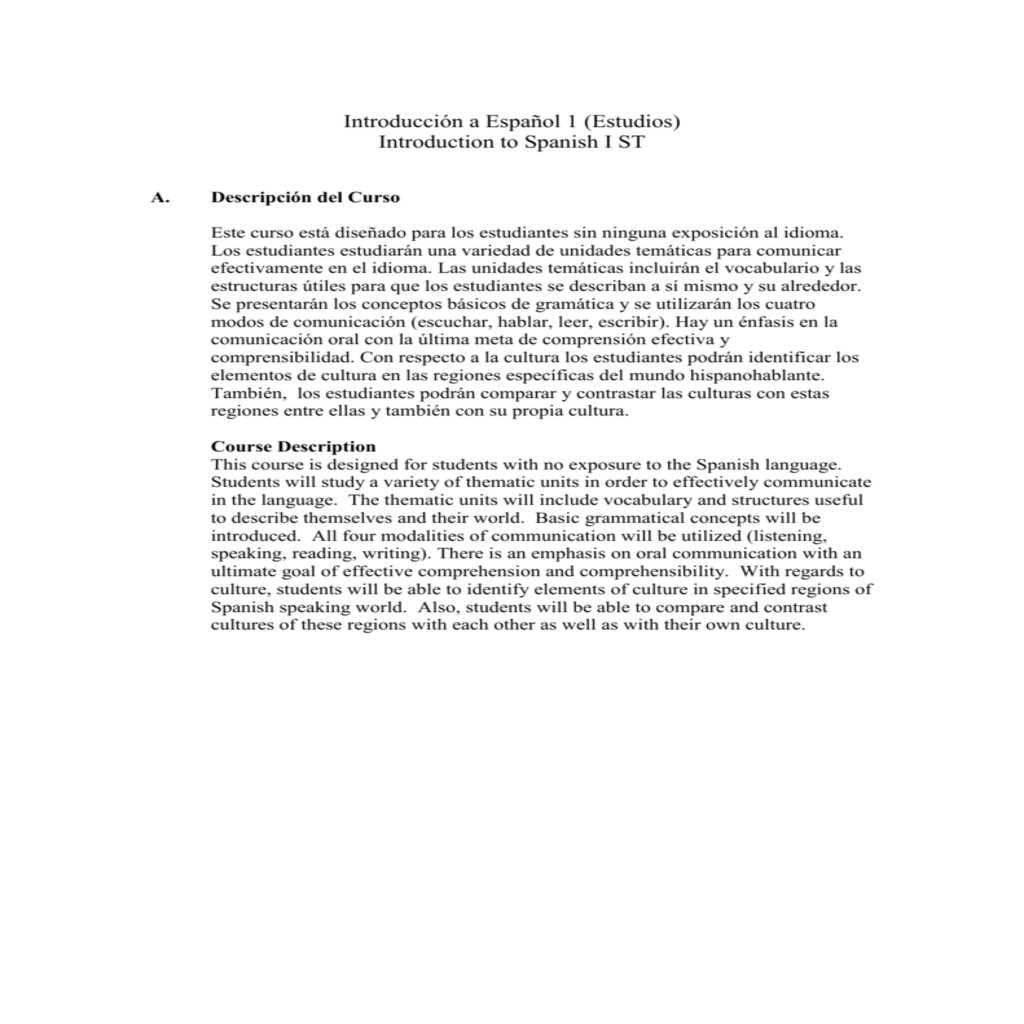 Introducción a Español 1 (Estudios)
Introduction to Spanish I ST
A. Descripción del Curso
Este curso está diseñado para los estudiantes sin ninguna exposición al idioma.
Los estudiantes estudiarán una variedad de unidades temáticas para comunicar
efectivamente en el idioma. Las unidades temáticas incluirán el vocabulario y las
estructuras útiles para que los estudiantes se describan a sí mismo y su alrededor.
Se presentarán los conceptos básicos de gramática y se utilizarán los cuatro
modos de comunicación (escuchar, hablar, leer, escribir). Hay un énfasis en la
comunicación oral con la última meta de comprensión efectiva y
comprensibilidad. Con respecto a la cultura los estudiantes podrán identificar los
elementos de cultura en las regiones específicas del mundo hispanohablante.
También,  los estudiantes podrán comparar y contrastar las culturas con estas
regiones entre ellas y también con su propia cultura.
Course Description
This course is designed for students with no exposure to the Spanish language.
Students will study a variety of thematic units in order to effectively communicate
in the language.  The thematic units will include vocabulary and structures useful
to describe themselves and their world.  Basic grammatical concepts will be
introduced.  All four modalities of communication will be utilized (listening,
speaking, reading, writing). There is an emphasis on oral communication with an
ultimate goal of effective comprehension and comprehensibility.  With regards to
culture, students will be able to identify elements of culture in specified regions of
Spanish speaking world.  Also, students will be able to compare and contrast
cultures of these regions with each other as well as with their own culture.